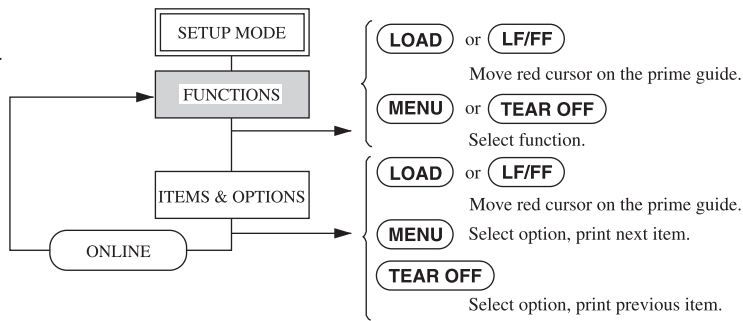 SETUP MODE
FUNCTIONS
LOAD or LF/FF
Move red cursor on the prime guide.
MENU or TEAR OFF
Select function.
ITEMS & OPTIONS
ONLINE
LOAD or LF/FF
Move red cursor on the prime guide.
MENU Select option, print next item.
TEAR OFF
Select option, print previous item.